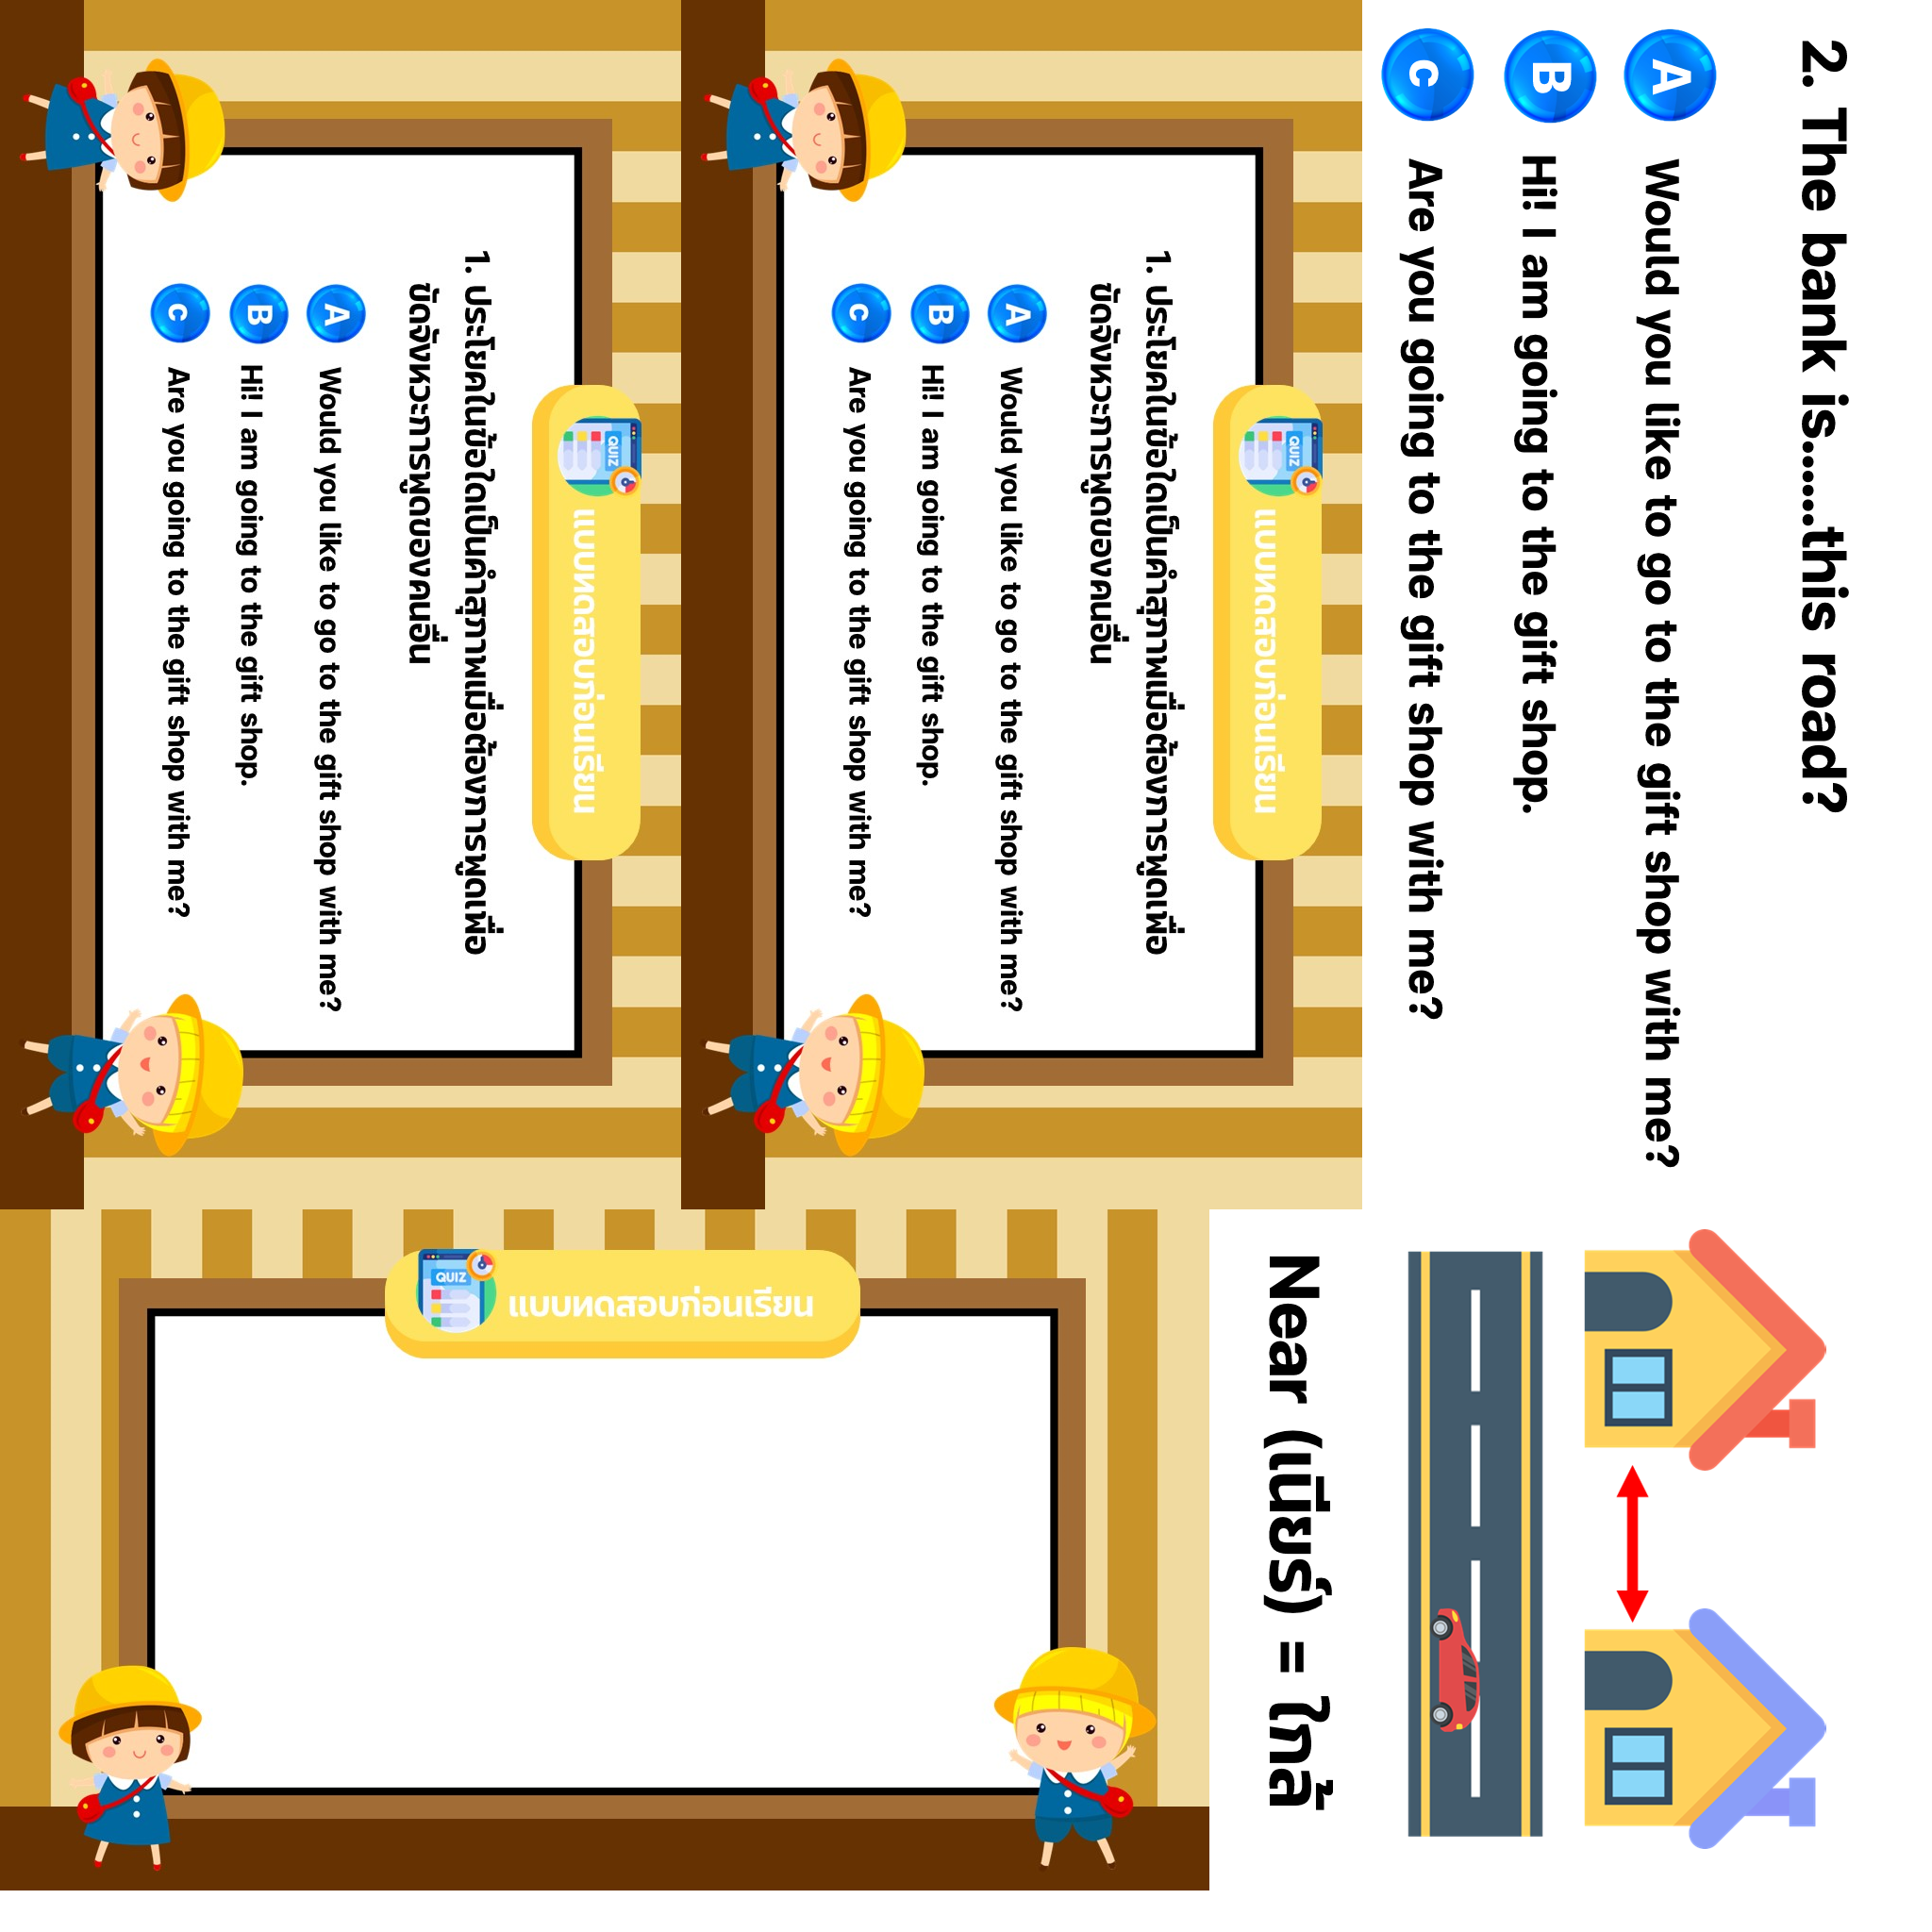 2. The bank is......this road?
A Would you like to go to the gift shop with me?
B Hi! I am going to the gift shop.
c Are you going to the gift shop with me?
QUIZ แบบทดสอบก่อนเรียน
1. ประโยคในข้อใดเป็นคำสุภาพเมื่อต้องการพูดเพื่อ
ขัดจังหวะการพูดของคนอื่น
A Would you like to go to the gift shop with me?
B Hi! I am going to the gift shop.
c Are you going to the gift shop with me?
QUIZ แบบทดสอบก่อนเรียน
1. ประโยคในข้อใดเป็นคำสุภาพเมื่อต้องการพูดเพื่อ
ขัดจังหวะการพูดของคนอื่น
A Would you like to go to the gift shop with me?
B Hi! I am going to the gift shop.
c Are you going to the gift shop with me?
Near (เนียร์) = ใกล้
QUIZ แบบทดสอบก่อนเรียน